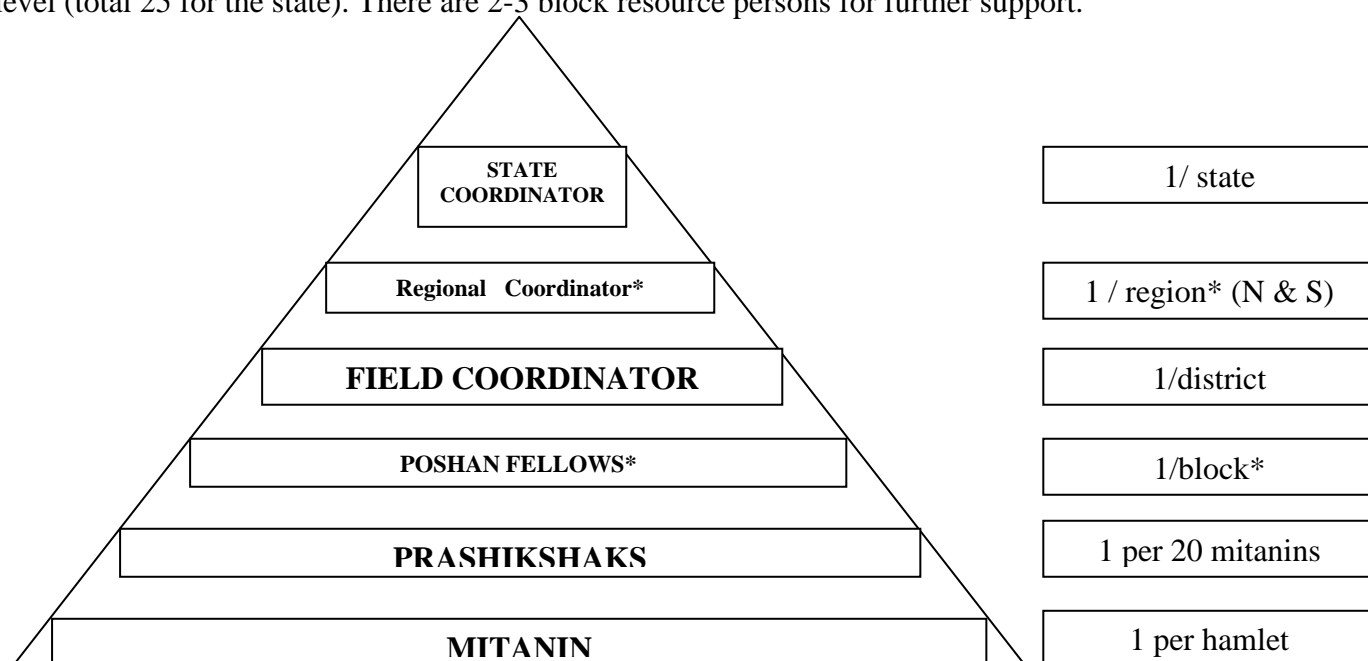 level (total 25 for the state). There are 2-3 block resource persons for further support.
STATE
COORDINATOR
1/ state
Regional Coordinator*
1 / region* (N & S)
FIELD COORDINATOR
1/district
POSHAN FELLOWS*
1/block*
PRASHIKSHAKS
1 per 20 mitanins
MITANIN
1 per hamlet